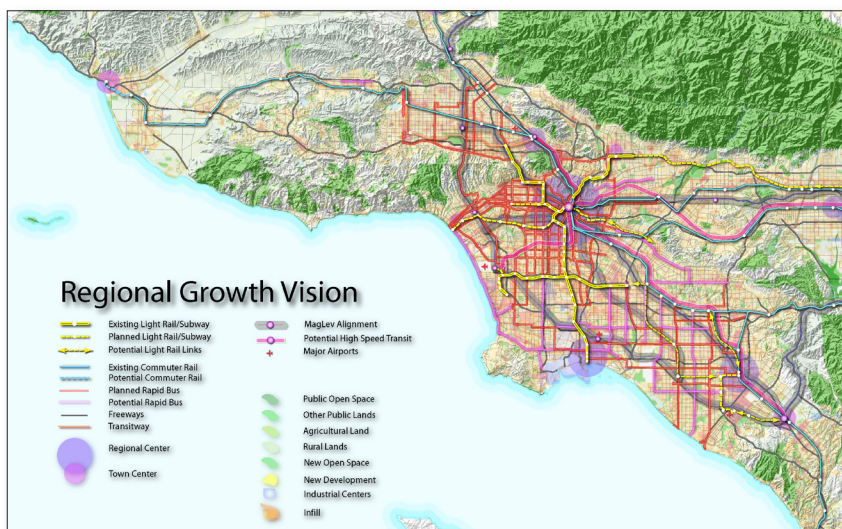 Regional Growth Vision
Existing Light Rail/Subway
Planned Light Rail/Subway
Potential Light Rail Links
Existing Commuter Rail
Potential Commuter Rail
Planned Rapid Bus
Potential Rapid Bus
Freeways
Transitway
Regional Center
Town Center
MagLev Alignment
Potential High Speed Transit
Major Airports
Public Open Space
Other Public Lands
Agricultural Land
Rural Lands
New Open Space
New Development
Industrial Centers
Infill